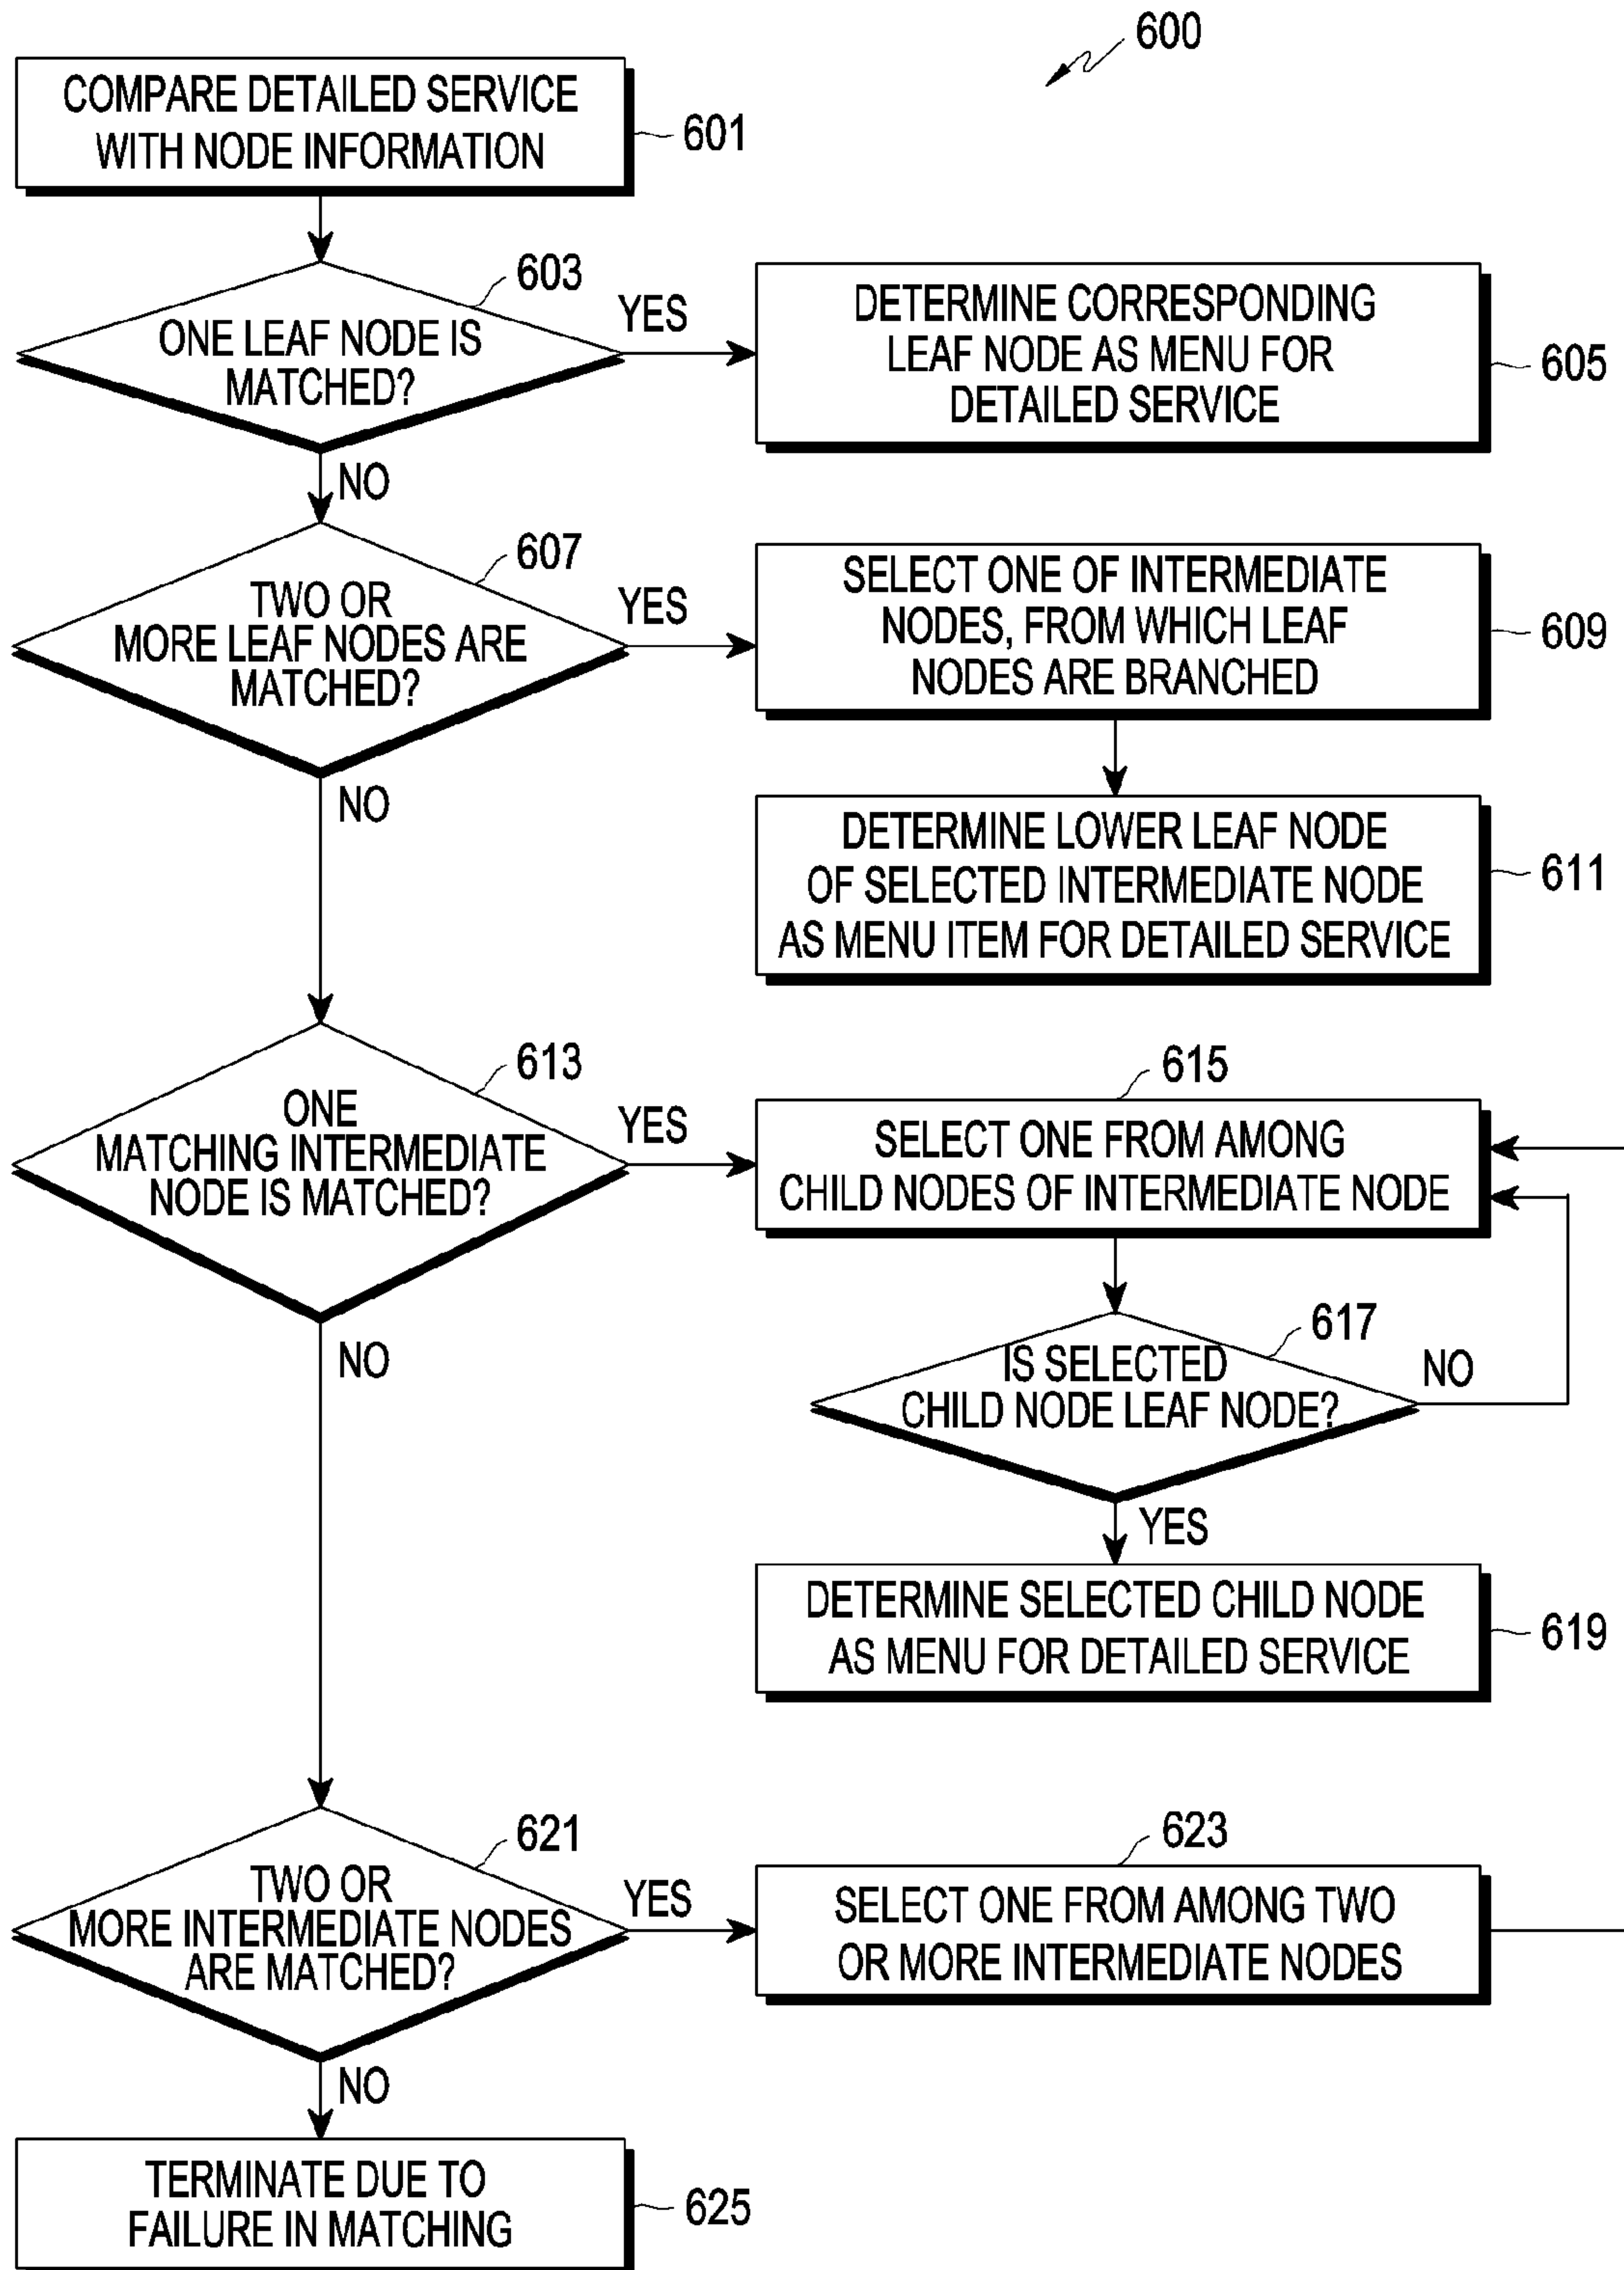 600
COMPARE DETAILED SERVICE
WITH NODE INFORMATION
601
603
ONE LEAF NODE IS
MATCHED?
YES
NO
DETERMINE CORRESPONDING
LEAF NODE AS MENU FOR
DETAILED SERVICE
605
607
TWO OR
MORE LEAF NODES ARE
MATCHED?
YES
NO
SELECT ONE OF INTERMEDIATE
NODES, FROM WHICH LEAF
NODES ARE BRANCHED
609
DETERMINE LOWER LEAF NODE
OF SELECTED INTERMEDIATE NODE
AS MENU ITEM FOR DETAILED SERVICE
611
613
ONE
MATCHING INTERMEDIATE
NODE IS MATCHED?
YES
NO
615
SELECT ONE FROM AMONG
CHILD NODES OF INTERMEDIATE NODE
617
IS SELECTED
CHILD NODE LEAF NODE?
NO
YES
DETERMINE SELECTED CHILD NODE
AS MENU FOR DETAILED SERVICE
619
621
TWO OR
MORE INTERMEDIATE NODES
ARE MATCHED?
YES
NO
623
SELECT ONE FROM AMONG TWO
OR MORE INTERMEDIATE NODES
TERMINATE DUE TO
FAILURE IN MATCHING
625